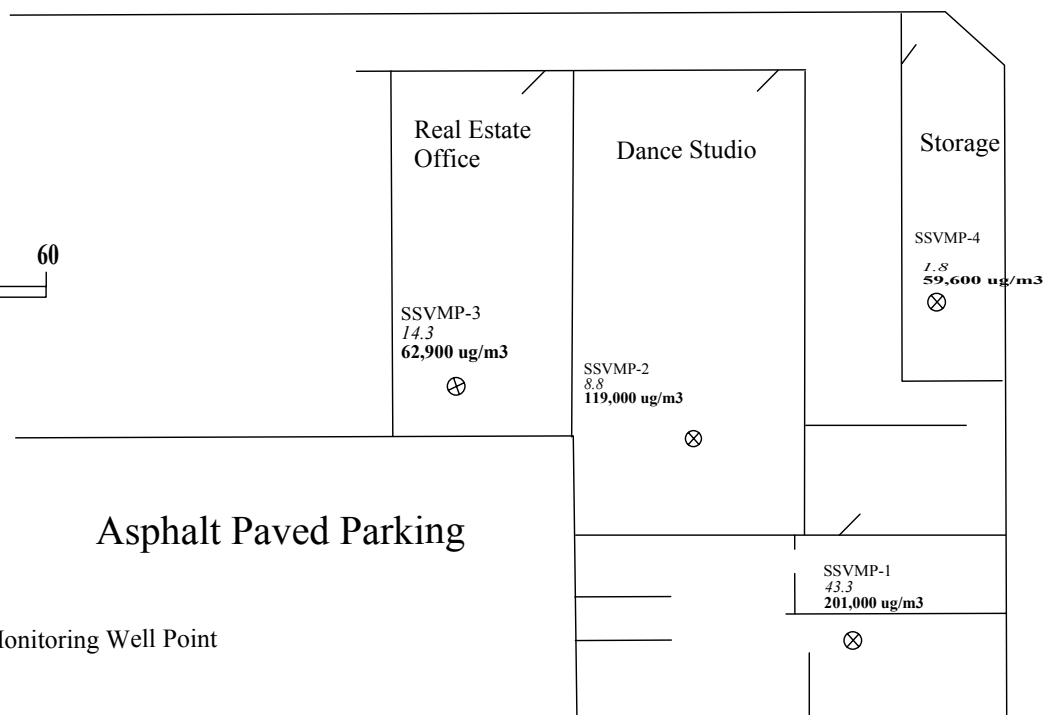 Real Estate
Office
Dance Studio
Storage
60
SSVMP-4
1.8
59,600 ug/m3
SSVMP-3
14.3
62,900 ug/m3
SSVMP-2
8.8
119,000 ug/m3
Asphalt Paved Parking
SSVMP-1
43.3
201,000 ug/m3
Well Point